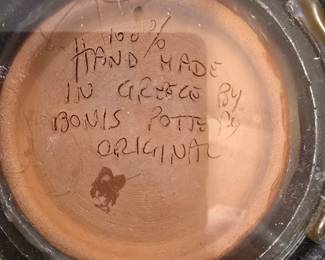 100%
HAND MADE
IN GREECE BY
BONIS POTTERY
ORIGINAL